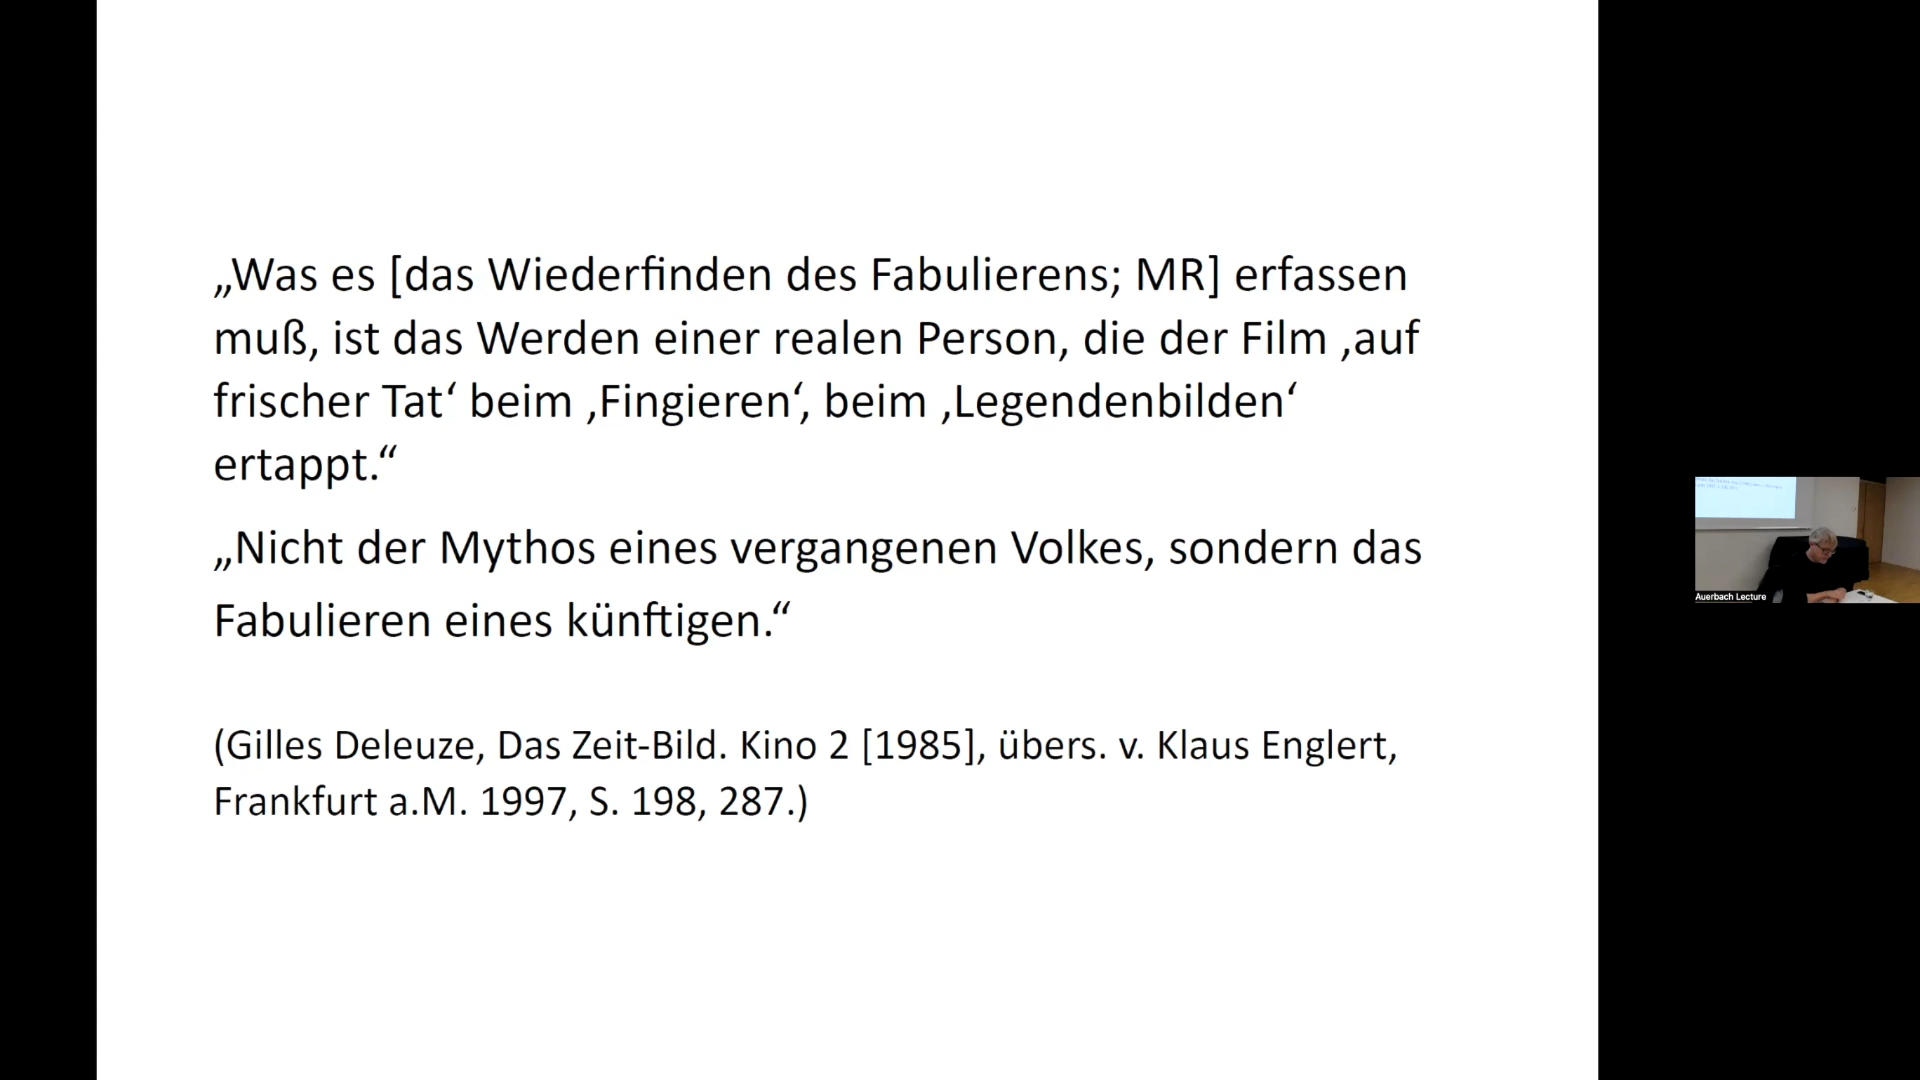 „Was es [das Wiederfinden des Fabulierens; MR] erfassen
muß, ist das Werden einer realen Person, die der Film ‚auf
frischer Tat‘ beim ‚Fingieren‘, beim ‚Legendenbilden‘
ertappt.“
„Nicht der Mythos eines vergangenen Volkes, sondern das
Fabulieren eines künftigen.“
(Gilles Deleuze, Das Zeit-Bild. Kino 2 [1985], übers. v. Klaus Englert,
Frankfurt a.M. 1997, S. 198, 287.)
Auerbach Lecture